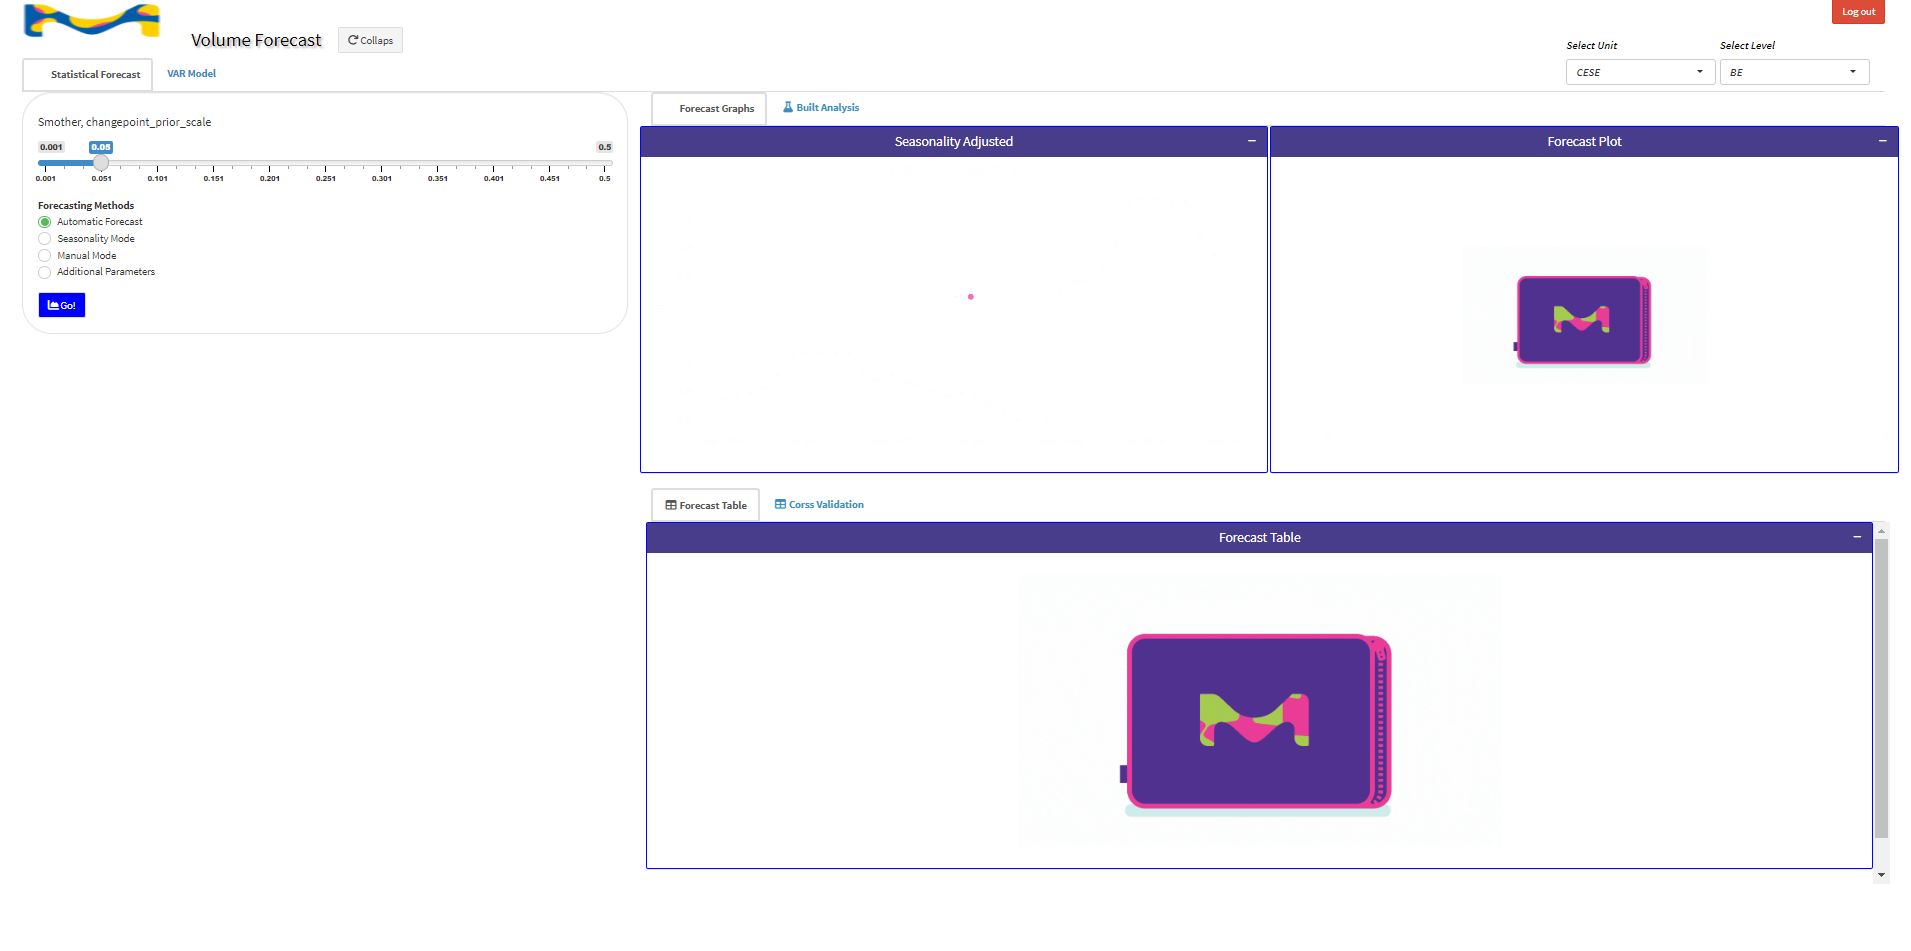 Log out
Volume Forecast
Collaps
Select Unit
Select Level
CESE
BE
Statistical Forecast
VAR Model
Smother, changepoint_prior_scale
0.001
0.05
0.5
0.001 0.051 0.101 0.151 0.201 0.251 0.301 0.351 0.401 0.451 0.5
Forecasting Methods
Automatic Forecast
Seasonality Mode
Manual Mode
Additional Parameters
Go!
Forecast Graphs
Built Analysis
Seasonality Adjusted
Forecast Plot
Forecast Table
Corss Validation
Forecast Table